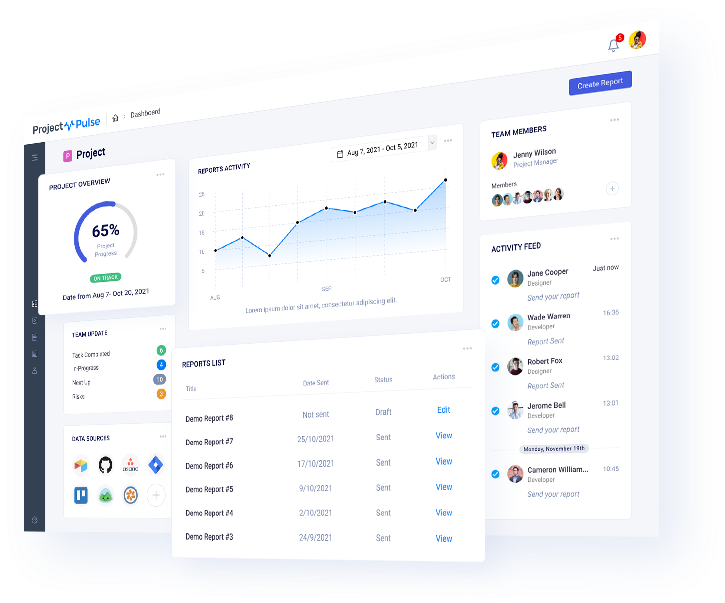 5
Project Pulse
Dashboard
Create Report
P Project
PROJECT OVERVIEW
65%
Project
Progress
ON TRACK
Date from Aug 7- Oct 20, 2021
REPORTS ACTIVITY
Aug 7, 2021 - Oct 5, 2021
25
20
15
10
5
AUG
SEP
OCT
Lorem ipsum dolor sit amet, consectetur adipiscing elit.
TEAM MEMBERS
Jenny Wilson
Project Manager
Members
TEAM UPDATE
Task Completed 6
In-Progress 4
Next Up 10
Risks
DATA SOURCES
asana
REPORTS LIST
Title Date Sent Status Actions
Demo Report #8 Not sent Draft Edit
Demo Report #7 25/10/2021 Sent View
Demo Report #6 17/10/2021 Sent View
Demo Report #5 9/10/2021 Sent View
Demo Report #4 2/10/2021 Sent View
Demo Report #3 24/9/2021 Sent View
ACTIVITY FEED
Jane Cooper Just now
Designer
Send your report
Wade Warren 16:35
Developer
Report Sent
Robert Fox 13:02
Designer
Report Sent
Jerome Bell 13:01
Developer
Send your report
Monday, November 19th
Cameron William... 10:45
Developer
Send your report